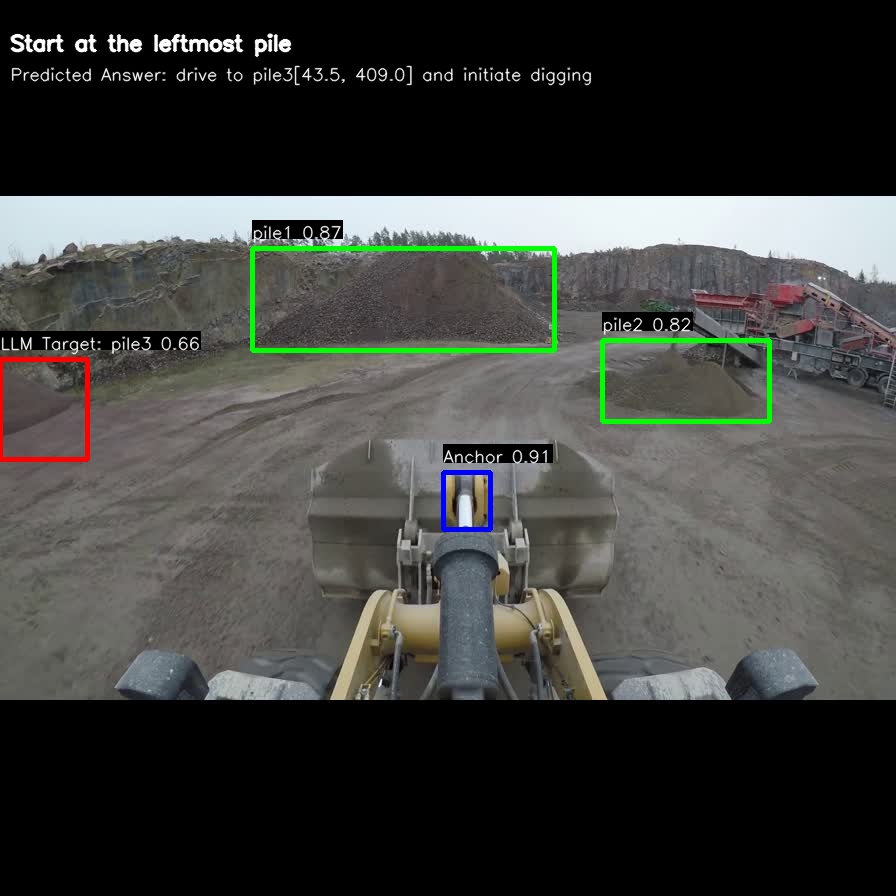 Start at the leftmost pile
Predicted Answer: drive to pile3[43.5, 409.0] and initiate digging
pile1 0.87
pile2 0.82
LLM Target: pile3 0.66
Anchor 0.91